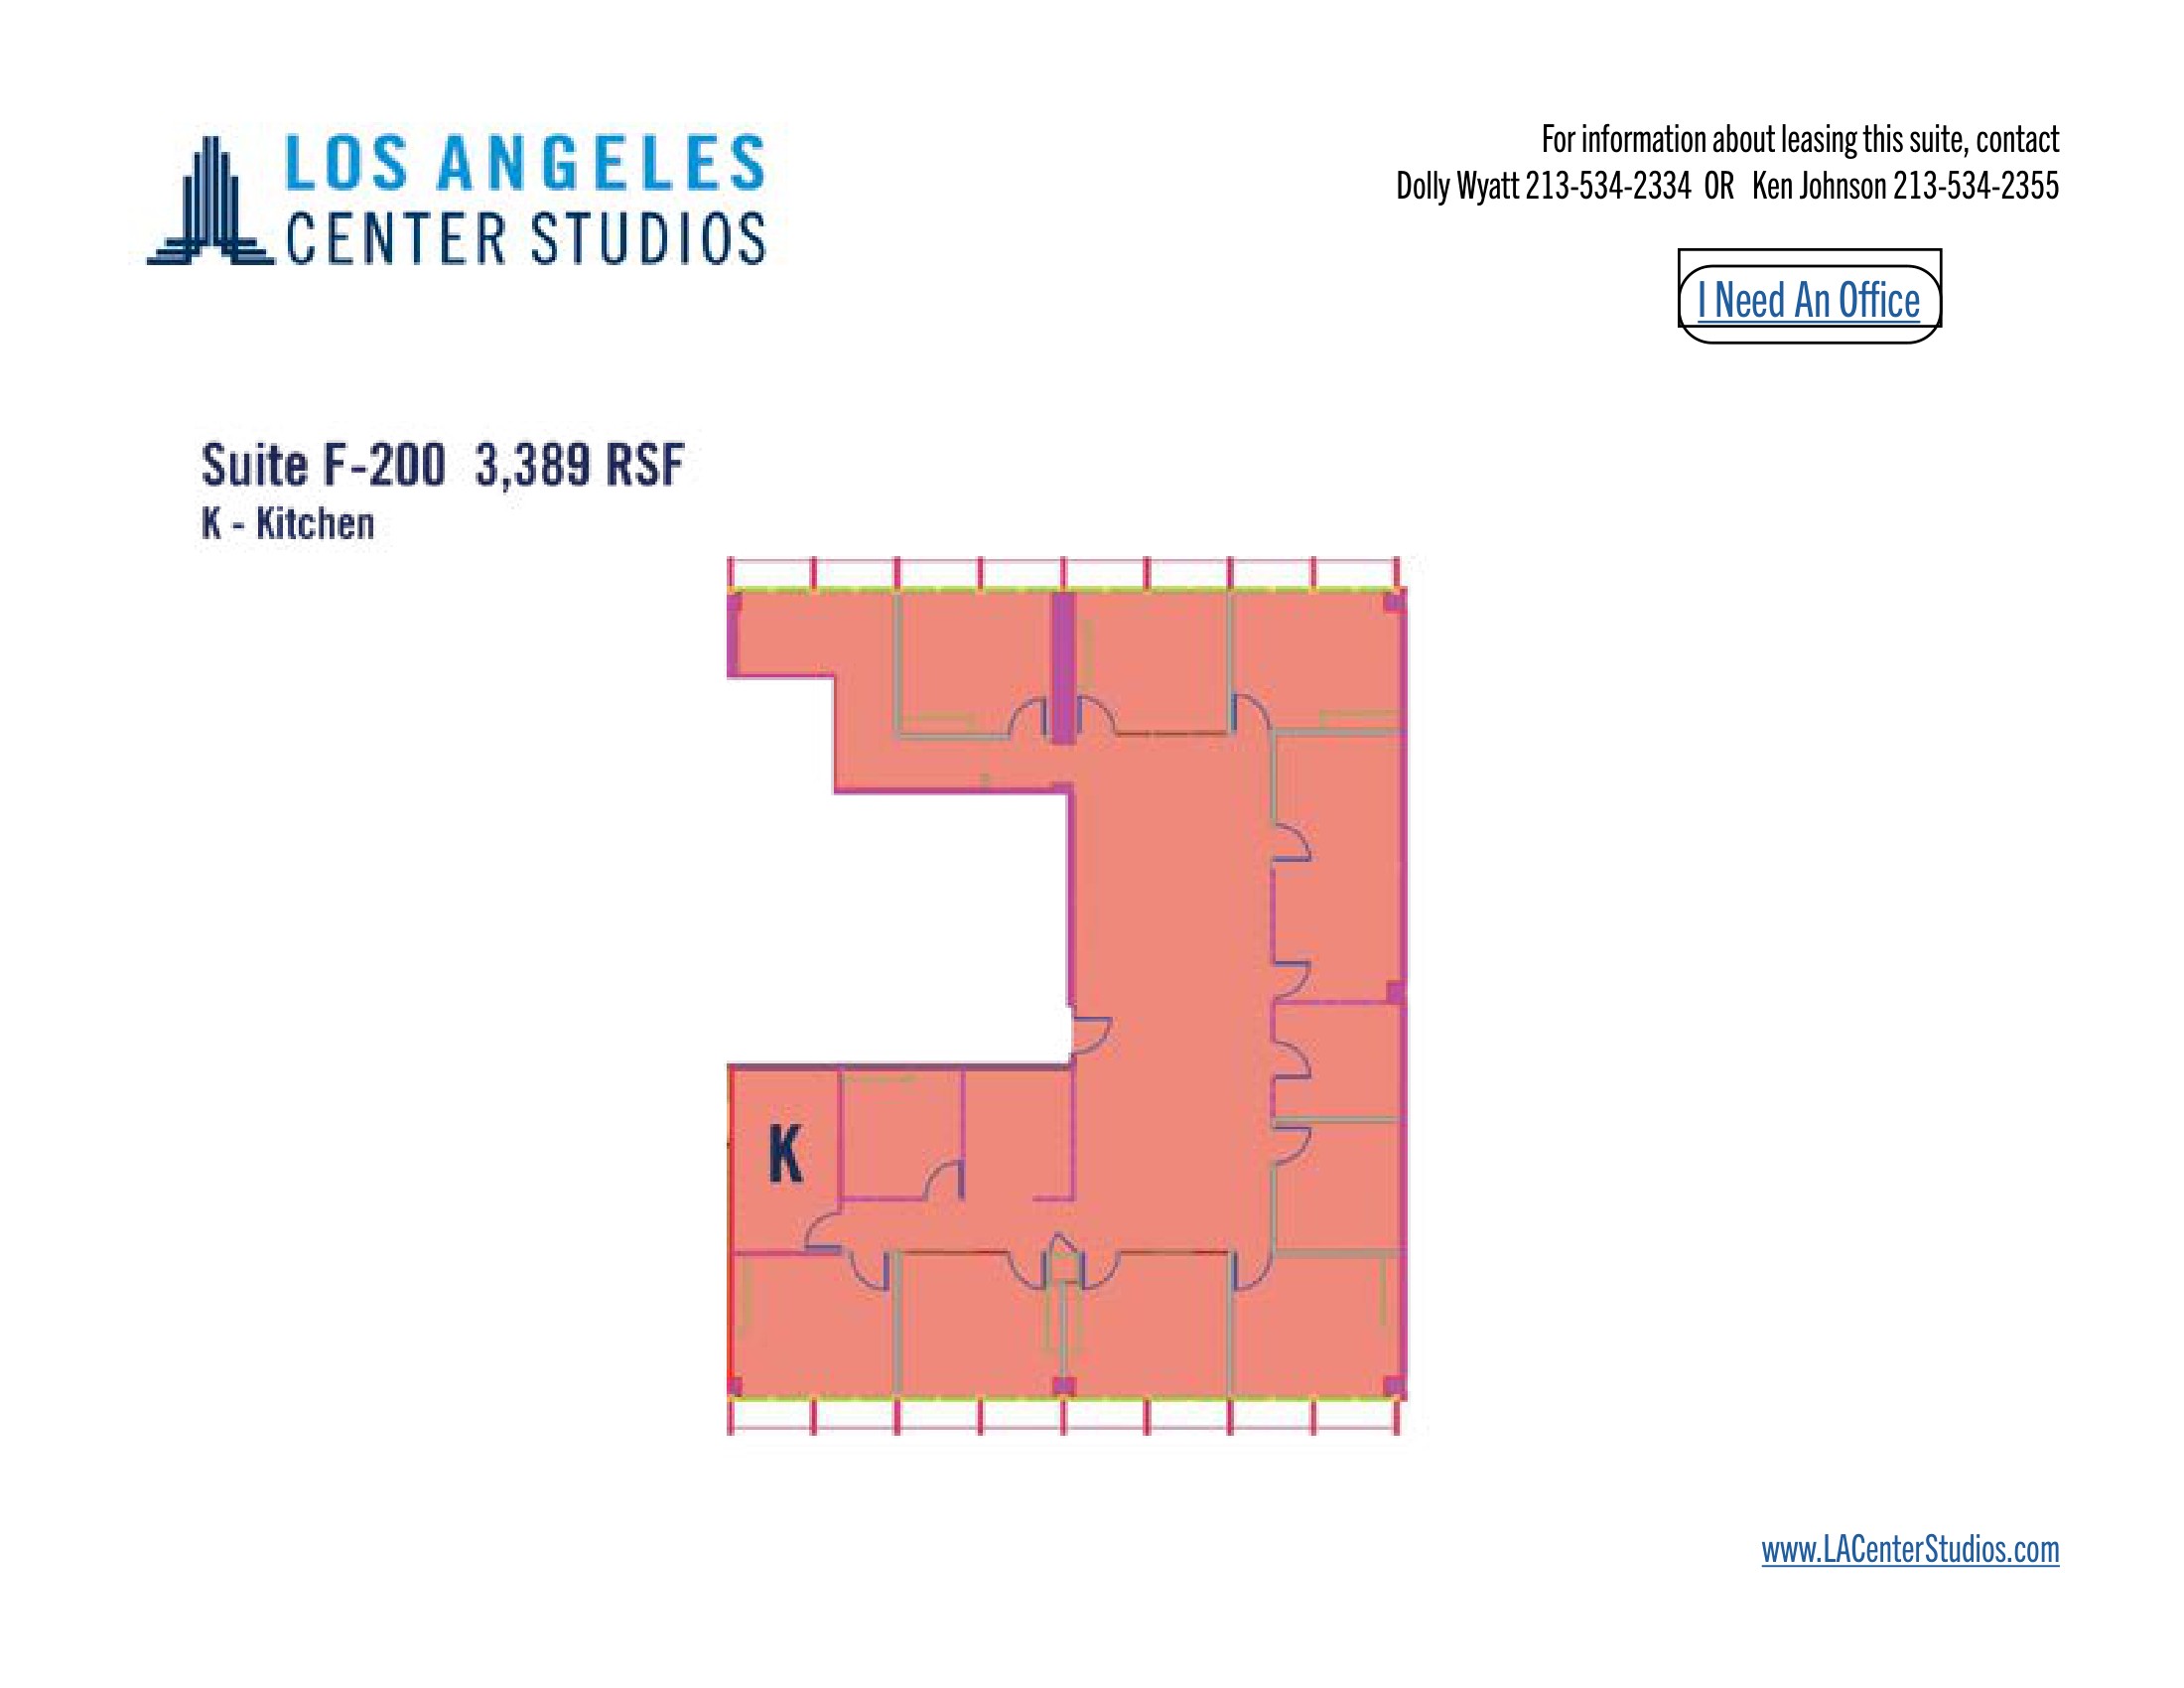 LOS ANGELES
CENTER STUDIOS
For information about leasing this suite, contact
Dolly Wyatt 213-534-2334 OR Ken Johnson 213-534-2355
I Need An Office
Suite F-200 3,389 RSF
K - Kitchen
K
www.LACenterStudios.com